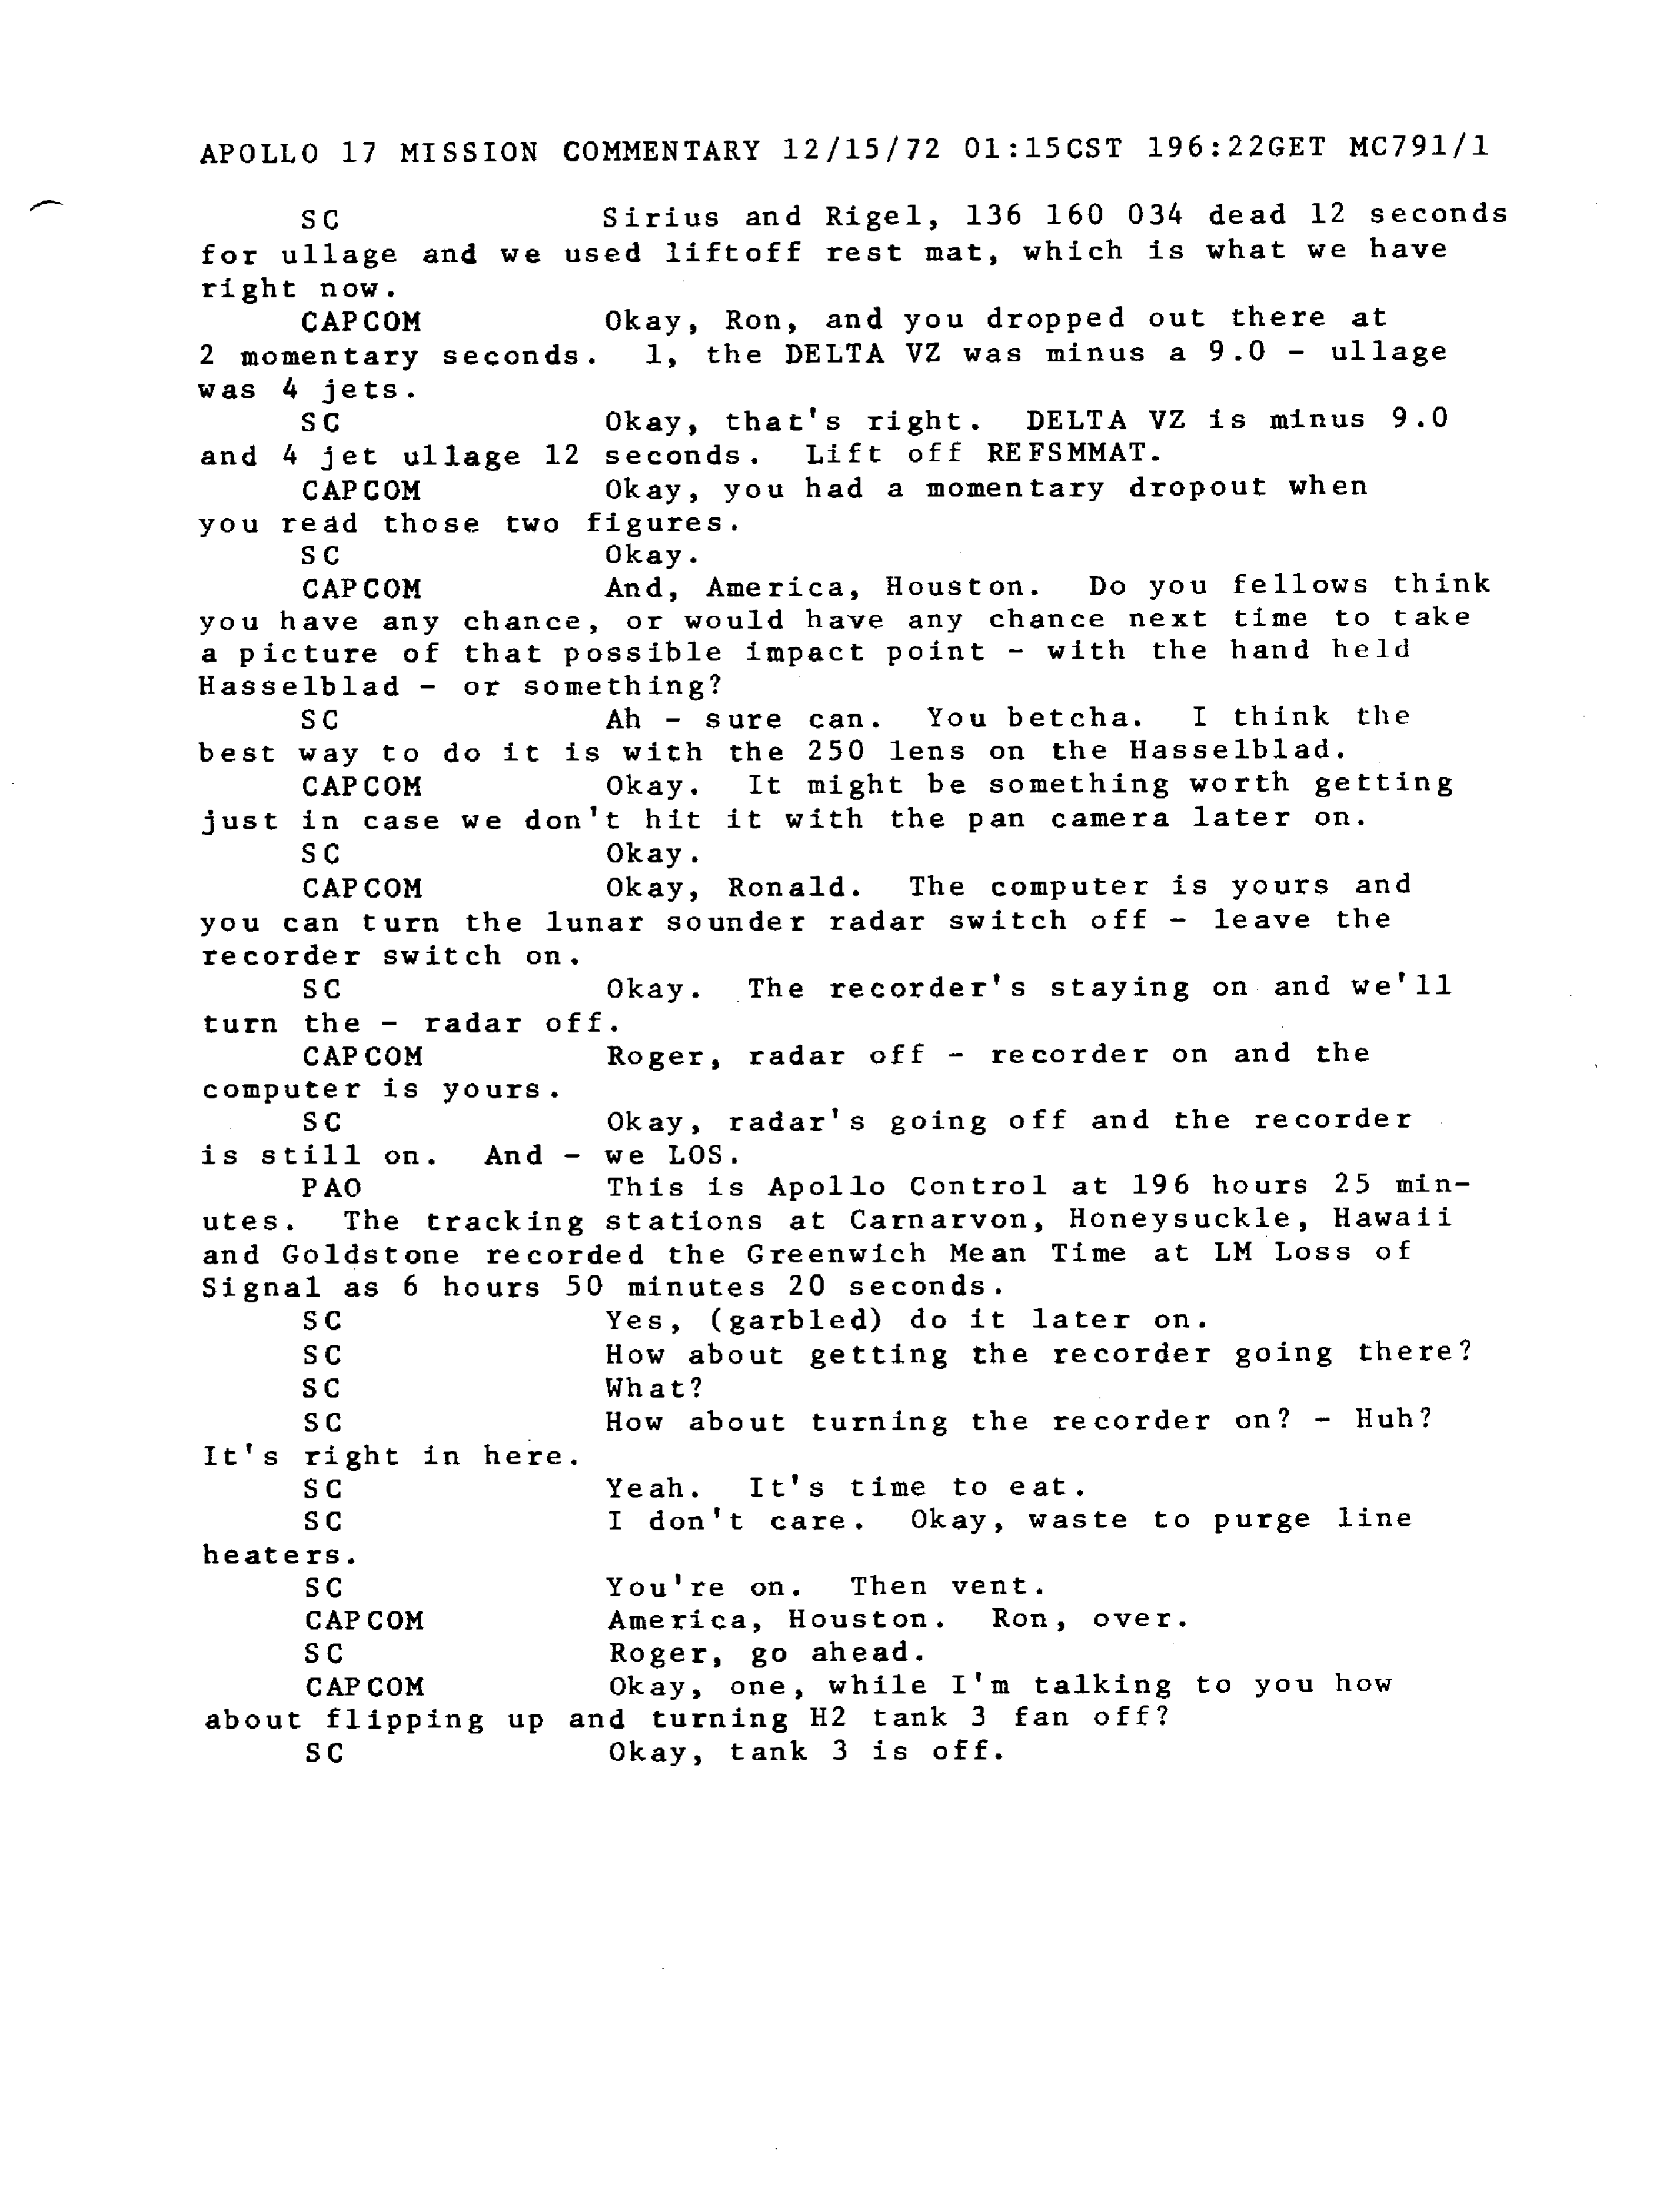 APOLLO 17 MISSION COMMENTARY 12/15/72 01:15CST 196:22GET MC791/1
SC Sirius and Rigel, 136 160 034 dead 12 seconds
for ullage and we used liftoff rest mat, which is what we have
right now.
CAPCOM Okay, Ron, and you dropped out there at
2 momentary seconds. 1, the DELTA VZ was minus a 9.0 - ullage
was 4 jets.
SC Okay, that's right. DELTA VZ is minus 9.0
and 4 jet ullage 12 seconds. Lift off REFSMMAT.
CAPCOM Okay, you had a momentary dropout when
you read those two figures.
SC Okay.
CAPCOM And, America, Houston. Do you fellows think
you have any chance, or would have any chance next time to take
a picture of that possible impact point - with the hand held
Hasselblad - or something?
SC Ah - sure can. You betcha. I think the
best way to do it is with the 250 lens on the Hasselblad.
CAPCOM Okay. It might be something worth getting
just in case we don't hit it with the pan camera later on.
SC Okay.
CAPCOM Okay, Ronald. The computer is yours and
you can turn the lunar sounder radar switch off - leave the
recorder switch on.
SC Okay. The recorder's staying on and we'll
turn the - radar off.
CAPCOM Roger, radar off - recorder on and the
computer is yours.
SC Okay, radar's going off and the recorder
is still on. And - we LOS.
PAO This is Apollo Control at 196 hours 25 min-
utes. The tracking stations at Carnarvon, Honeysuckle, Hawaii
and Goldstone recorded the Greenwich Mean Time at LM Loss of
Signal as 6 hours 50 minutes 20 seconds.
SC Yes, (garbled) do it later on.
SC How about getting the recorder going there?
SC What?
SC How about turning the recorder on? - Huh?
It's right in here.
SC Yeah. It's time to eat.
SC I don't care. Okay, waste to purge line
heaters.
SC You're on. Then vent.
CAPCOM America, Houston. Ron, over.
SC Roger, go ahead.
CAPCOM Okay, one, while I'm talking to you how
about flipping up and turning H2 tank 3 fan off?
SC Okay, tank 3 is off.